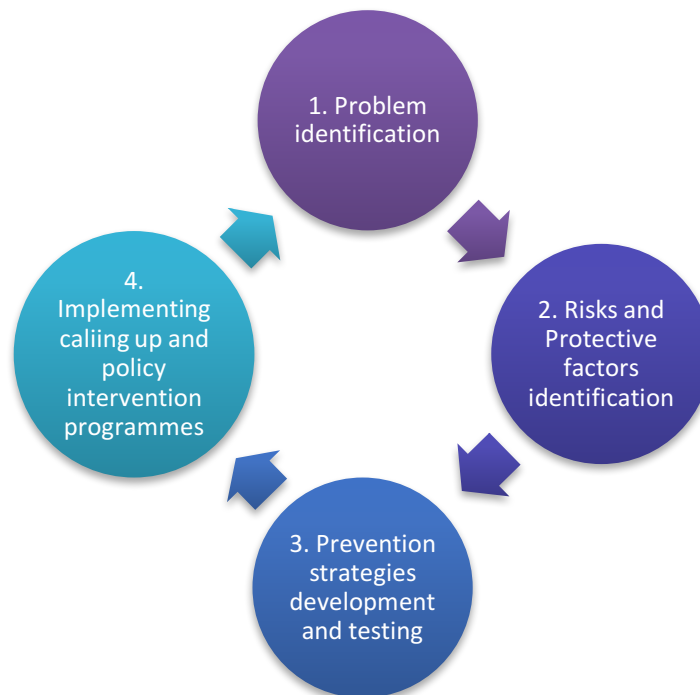 1. Problem
identification
2. Risks and
Protective
factors
identification
3. Prevention
strategies
development
and testing
4.
Implementing
caliing up and
policy
intervention
programmes